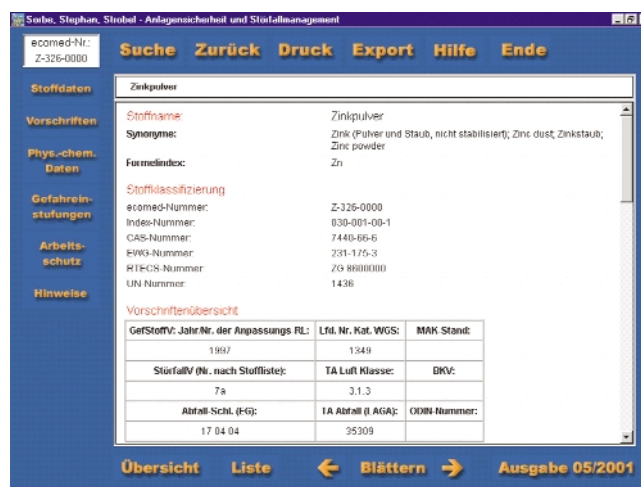 Sorbe, Stephan, Strobel - Anlagensicherheit und Störfallmanagement
ecomed-Nr.:
Z-326-0000
Suche Zurück Druck Export Hilfe Ende
Stoffdaten
Vorschriften
Phys.-chem.
Daten
Gefahrein-
stufungen
Arbeits-
schutz
Hinweise
Zinkpulver
Stoffname: Zinkpulver
Synonyme: Zink (Pulver und Staub, nicht stabilisiert); Zinc dust; Zinkstaub;
Zinc powder
Formelindex: Zn
Stoffklassifizierung
ecomed-Nummer: Z-326-0000
Index-Nummer: 030-001-00-1
CAS-Nummer: 7440-66-6
EWG-Nummer: 231-175-3
RTECS-Nummer: ZG 8600000
UN-Nummer: 1436
Vorschriftenübersicht
GefStoffV: Jahr/Nr. der Anpassungs-RL: Lfd. Nr. Kat. WGS: MAK-Stand:
1997 1349
StörfallV (Nr. nach Stoffliste): TA Luft Klasse: BKV:
7a 3.1.3
Abfall-Schl. (EG): TA Abfall (LAGA): ODIN-Nummer:
17 04 04 35309
Übersicht Liste Blättern Ausgabe 05/2001